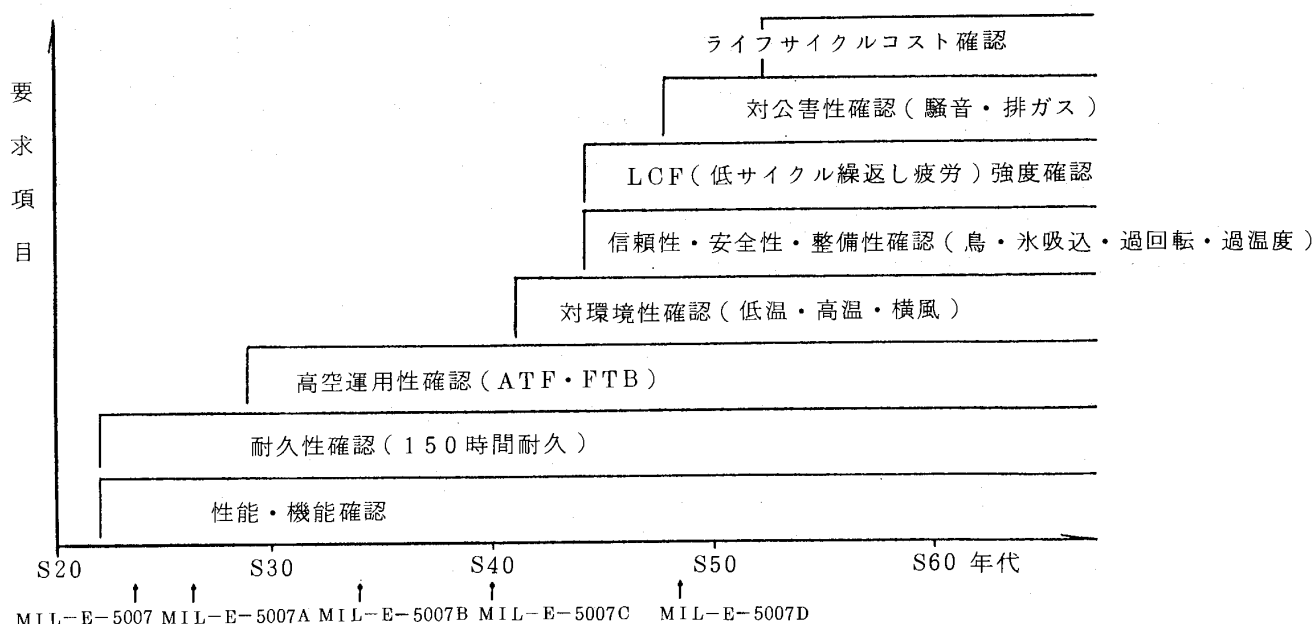 要求項目
ライフサイクルコスト確認
対公害性確認(騒音・排ガス)
LCF(低サイクル繰返し疲労)強度確認
信頼性・安全性・整備性確認(鳥・氷吸込・過回転・過温度)
対環境性確認(低温・高温・横風)
高空運用性確認(ATF・FTB)
耐久性確認(150時間耐久)
性能・機能確認
S20 S30 S40 S50 S60 年代
MIL-E-5007 MIL-E-5007A MIL-E-5007B MIL-E-5007C MIL-E-5007D